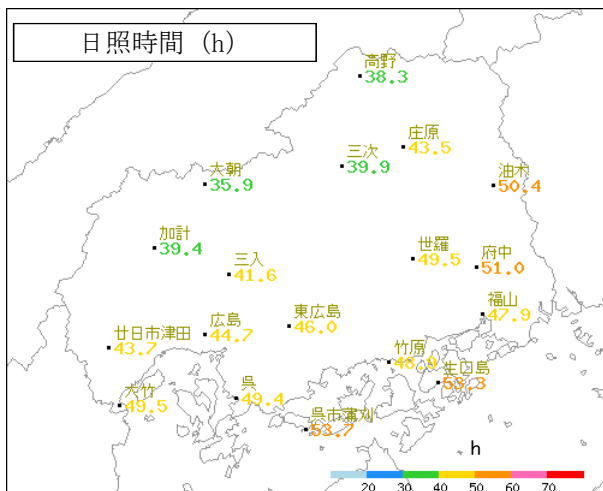 日照時間 (h)
高野
38.3
庄原
43.5
三次
39.9
大朝
35.9
油木
50.4
加計
39.4
三入
41.6
世羅
49.5
府中
51.0
福山
47.9
東広島
46.0
広島
44.7
廿日市津田
43.7
竹原
生口島
53.3
大竹
49.5
呉
49.4
呉市蒲刈
53.7
h
20 30 40 50 60 70